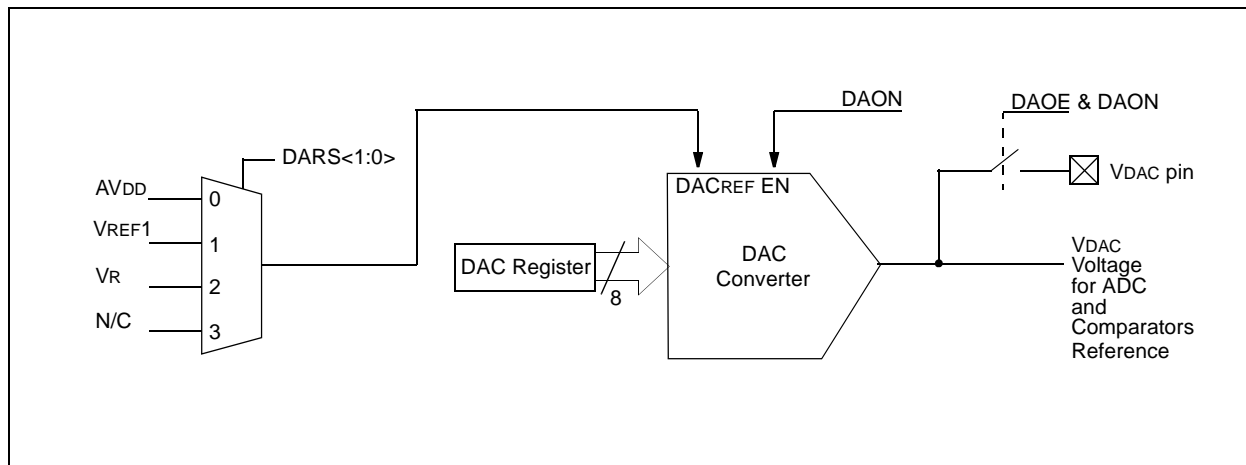 DAON
DAOE & DAON
DARS<1:0>
AVDD
0
VREF1
1
VR
2
N/C
3
DACREF EN
DAC Register
8
DAC
Converter
VDAC pin
VDAC
Voltage
for ADC
and
Comparators
Reference